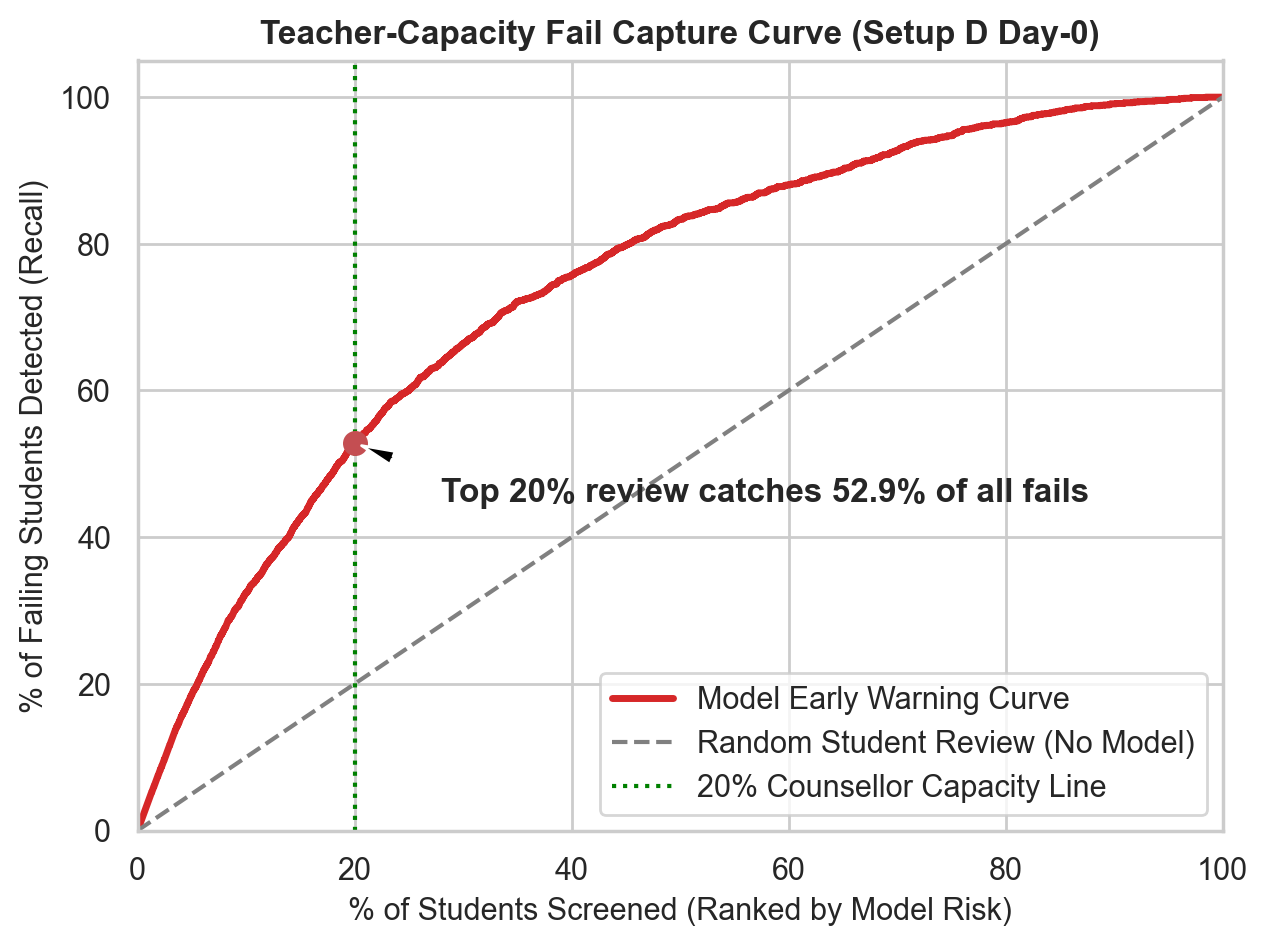 Teacher-Capacity Fail Capture Curve (Setup D Day-0)
% of Failing Students Detected (Recall)
100
80
60
40
20
0
Top 20% review catches 52.9% of all fails
Model Early Warning Curve
Random Student Review (No Model)
20% Counsellor Capacity Line
0 20 40 60 80 100
% of Students Screened (Ranked by Model Risk)